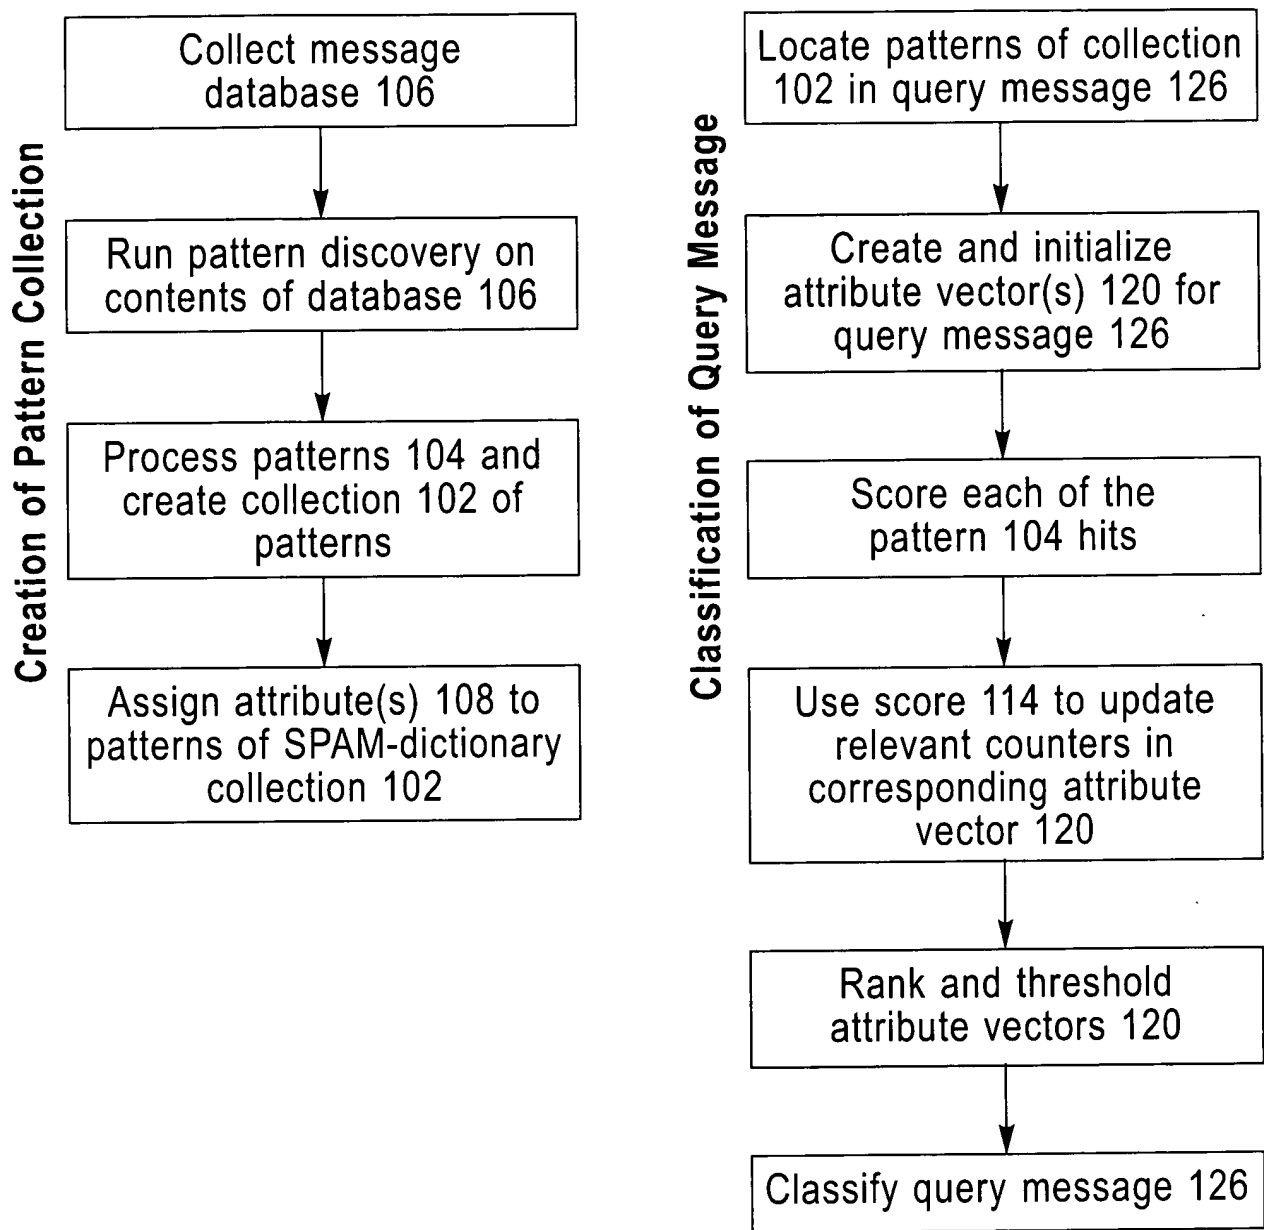 Creation of Pattern Collection
Collect message
database 106
Run pattern discovery on
contents of database 106
Process patterns 104 and
create collection 102 of
patterns
Assign attribute(s) 108 to
patterns of SPAM-dictionary
collection 102
Classification of Query Message
Locate patterns of collection
102 in query message 126
Create and initialize
attribute vector(s) 120 for
query message 126
Score each of the
pattern 104 hits
Use score 114 to update
relevant counters in
corresponding attribute
vector 120
Rank and threshold
attribute vectors 120
Classify query message 126